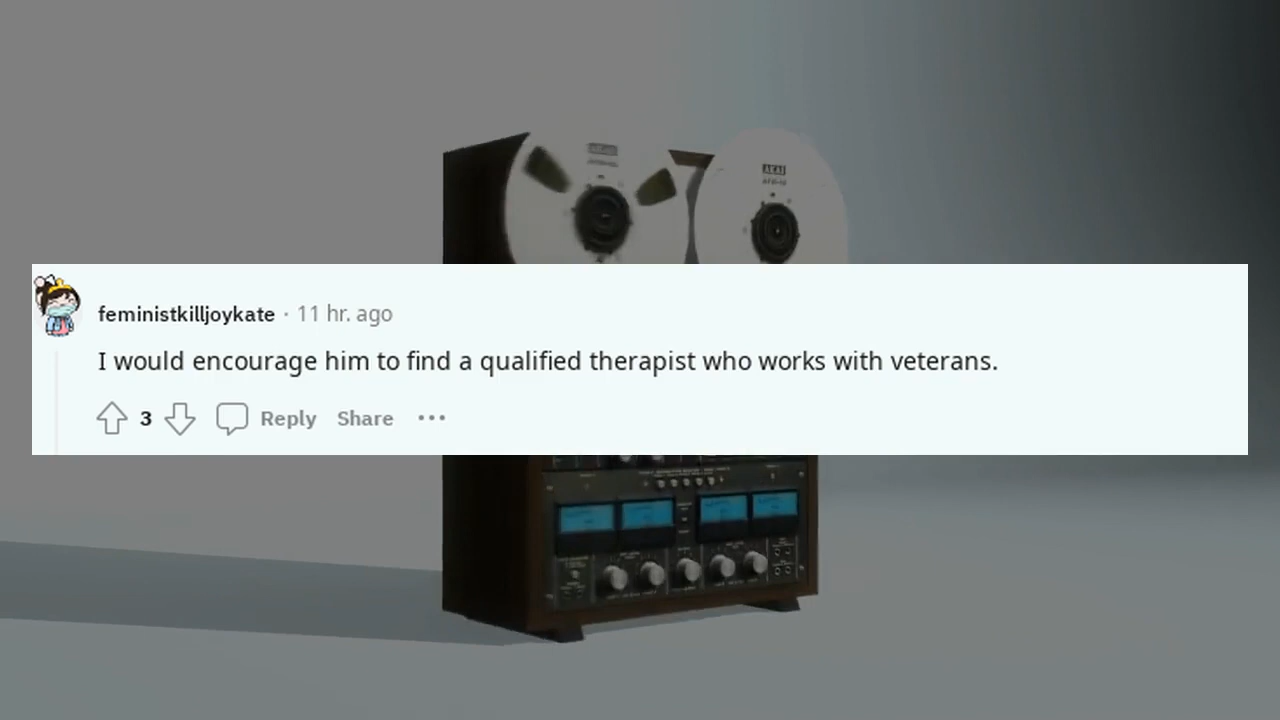 AKAI
feministkilljoykate · 11 hr. ago
I would encourage him to find a qualified therapist who works with veterans.
3 Reply Share •••